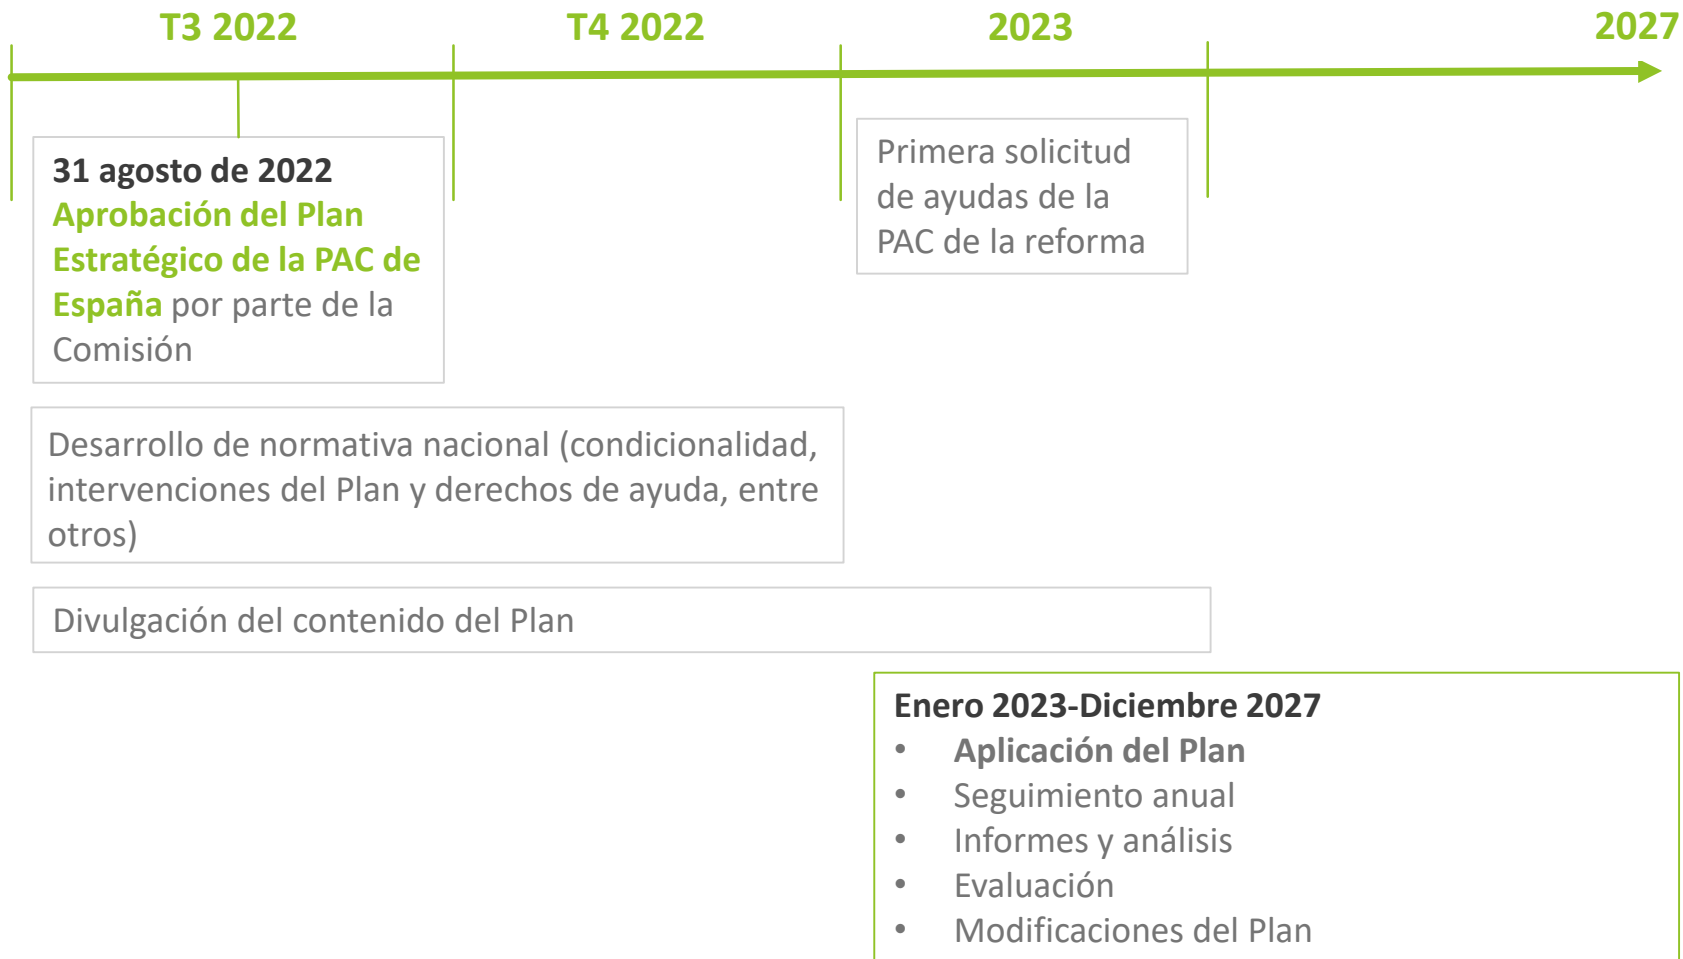 T3 2022
T4 2022
2023
2027
31 agosto de 2022
Aprobación del Plan
Estratégico de la PAC de
España por parte de la
Comisión
Primera solicitud
de ayudas de la
PAC de la reforma
Desarrollo de normativa nacional (condicionalidad,
intervenciones del Plan y derechos de ayuda, entre
otros)
Divulgación del contenido del Plan
Enero 2023-Diciembre 2027
• Aplicación del Plan
• Seguimiento anual
• Informes y análisis
• Evaluación
• Modificaciones del Plan